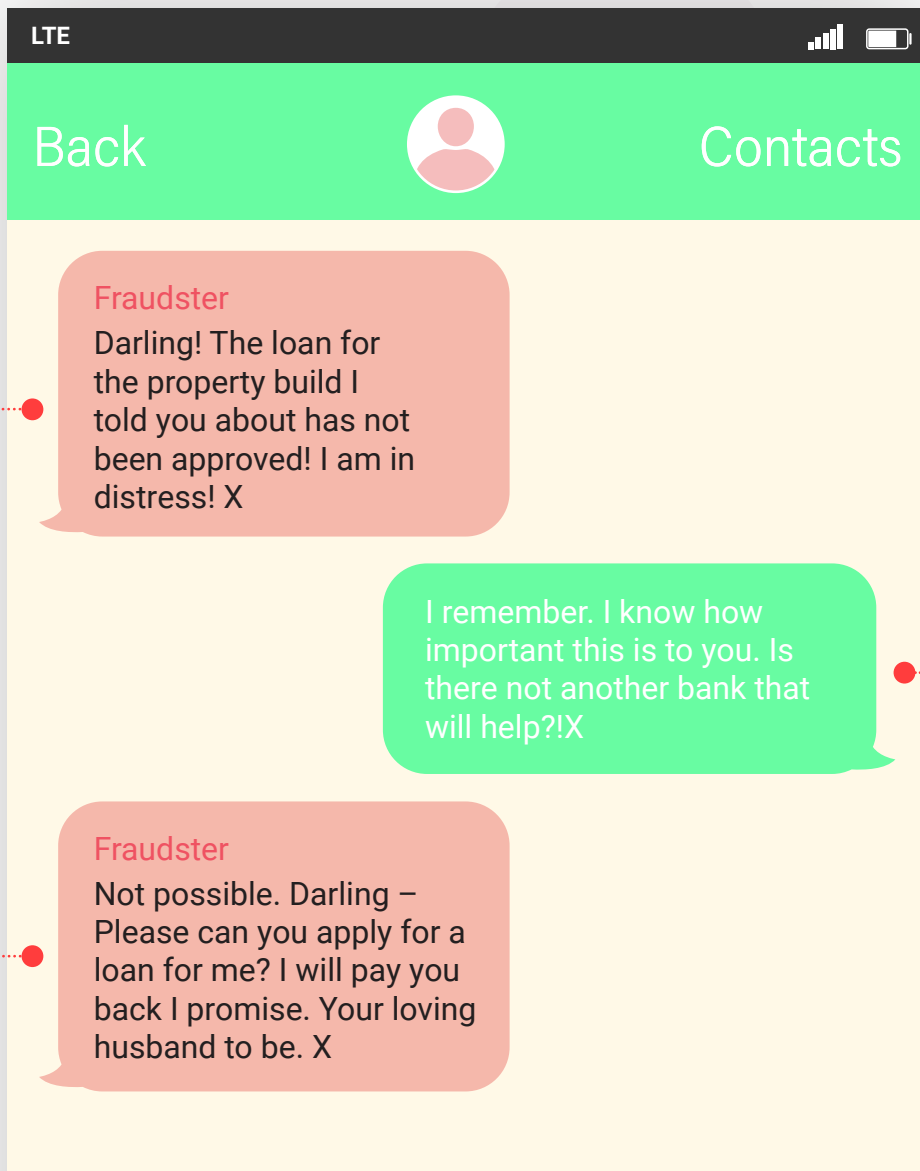 LTE
Back
Contacts
Fraudster
Darling! The loan for
the property build I
told you about has not
been approved! I am in
distress! X
I remember. I know how
important this is to you. Is
there not another bank that
will help?!X
Fraudster
Not possible. Darling –
Please can you apply for a
loan for me? I will pay you
back I promise. Your loving
husband to be. X